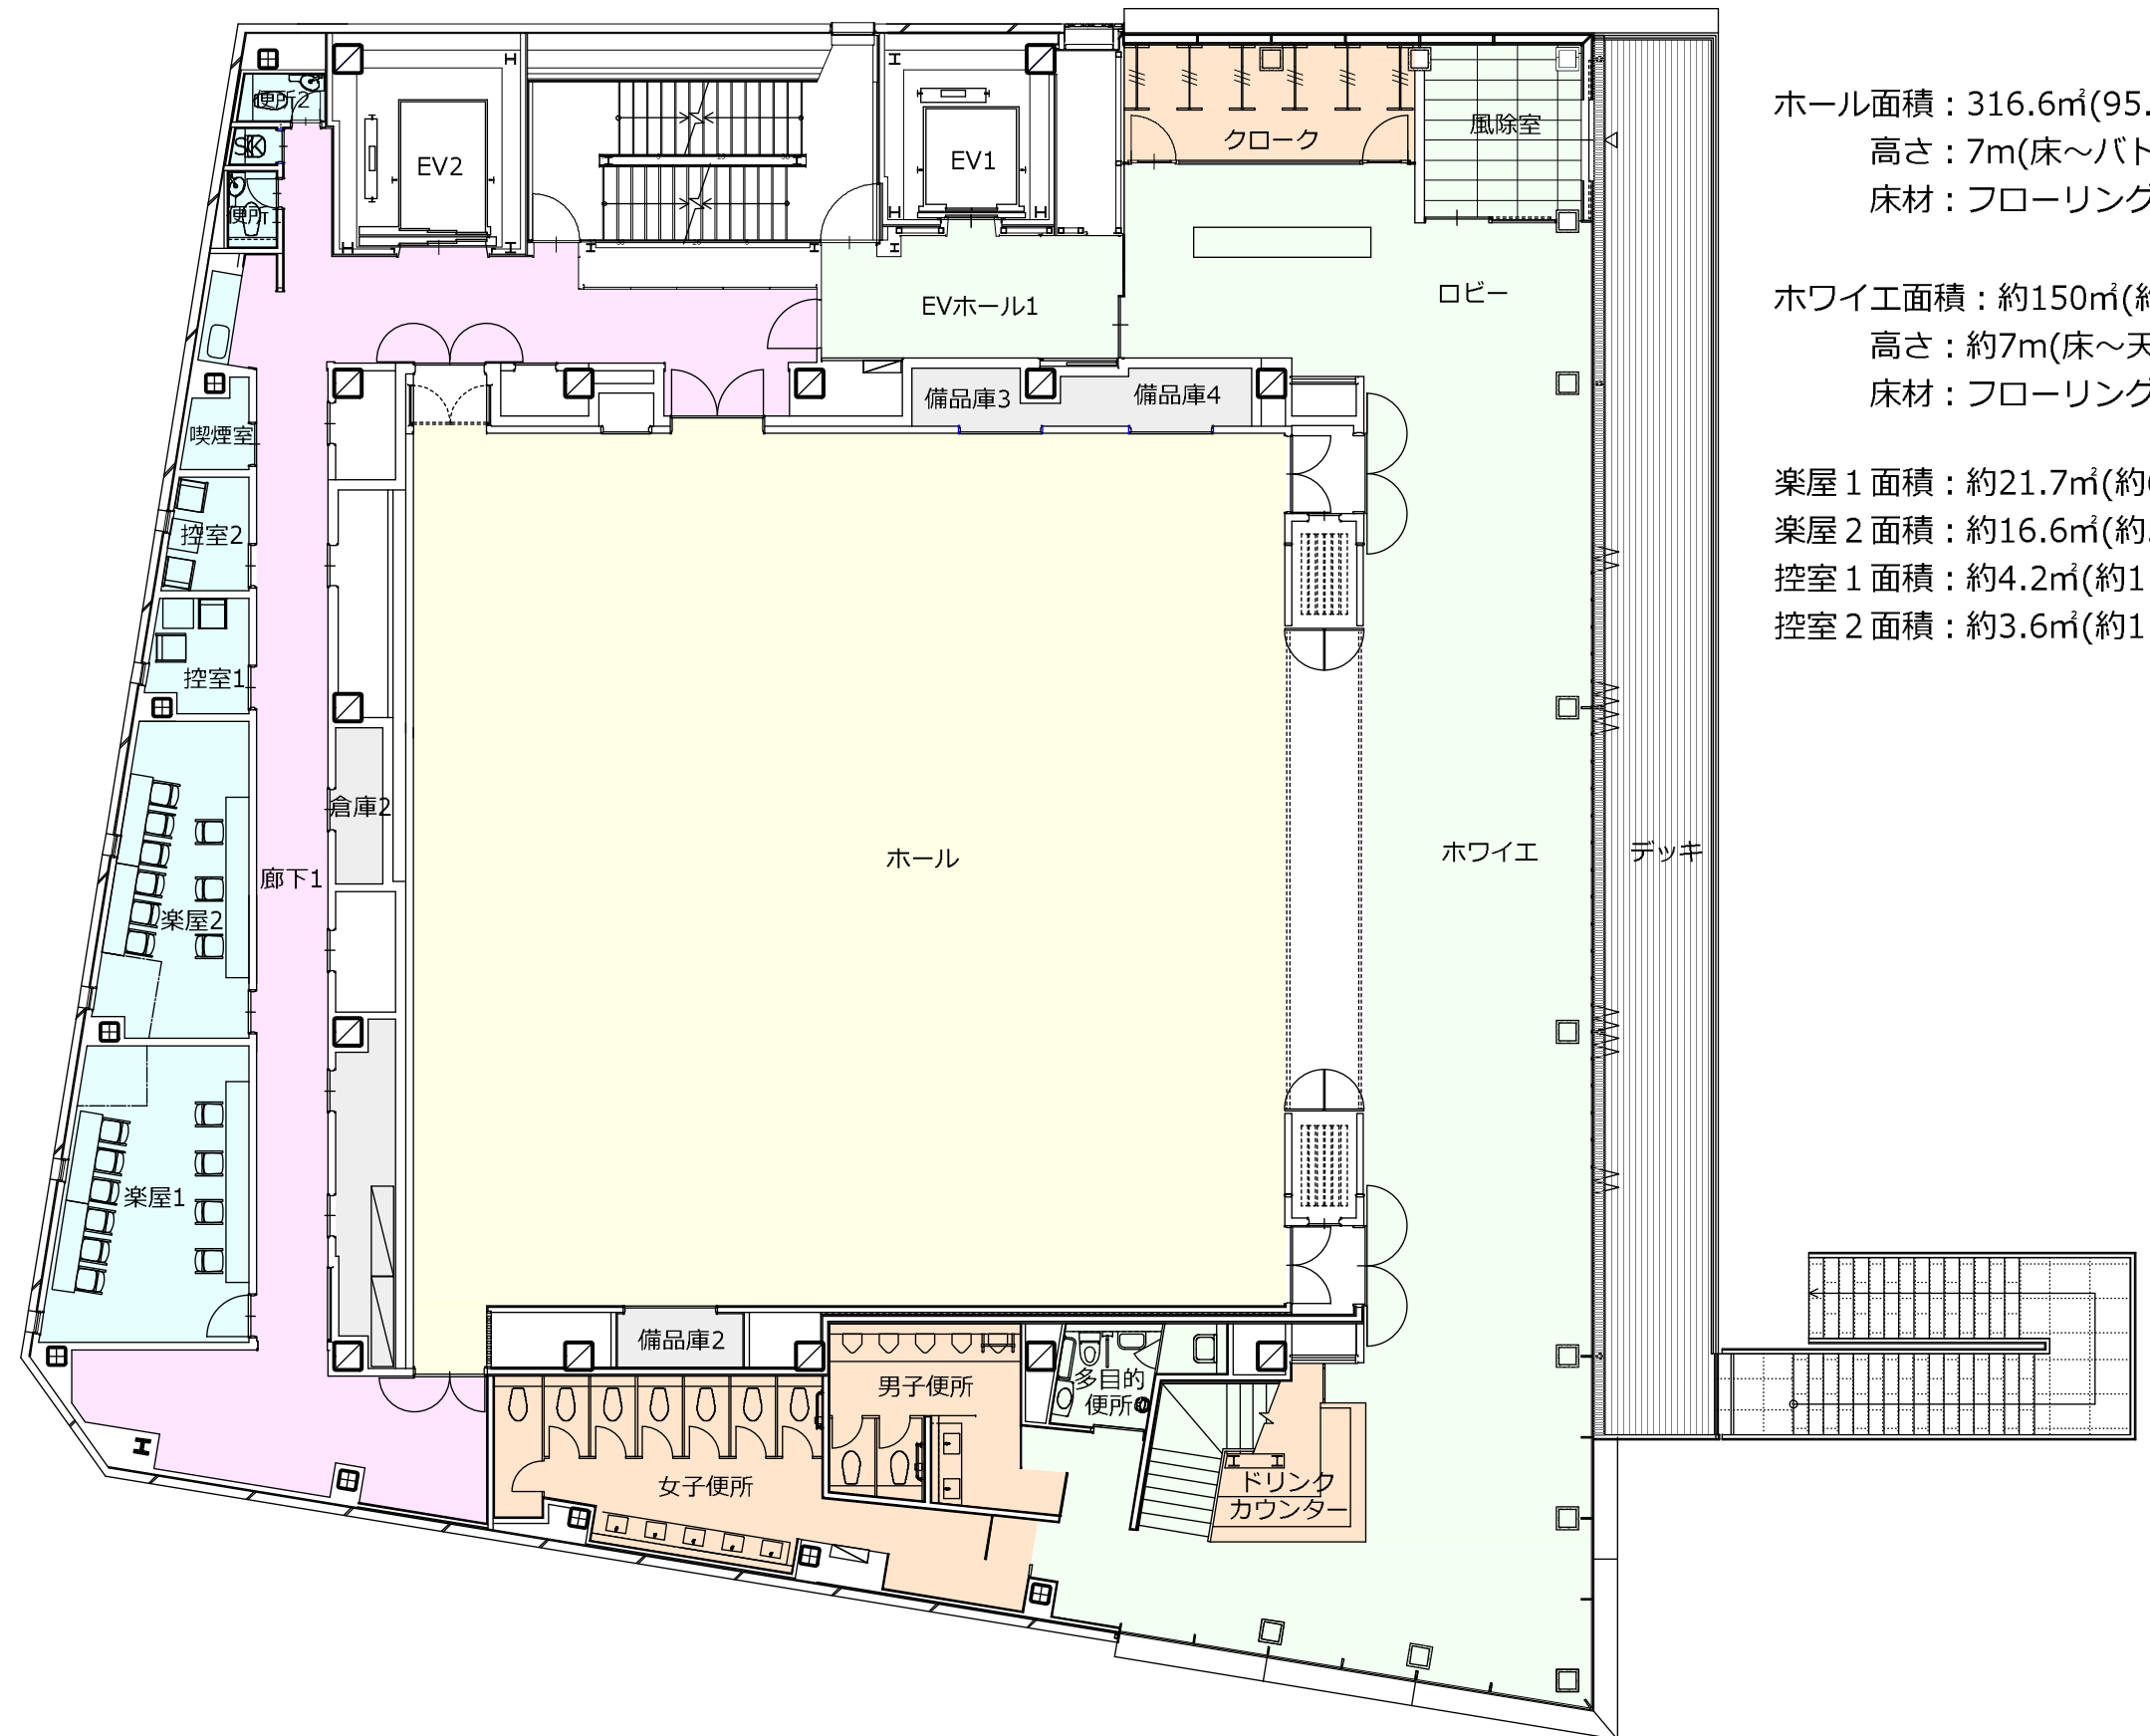 ホール面積：316.6㎡(95.
高さ：7m(床～バト
床材：フローリング
ホワイエ面積：約150㎡(約
高さ：約7m(床～天
床材：フローリング
楽屋１面積：約21.7㎡(約6
楽屋２面積：約16.6㎡(約
控室１面積：約4.2㎡(約1
控室２面積：約3.6㎡(約1
便所2
SK
便所1
EV2
EV1
クローク
風除室
EVホール1
ロビー
喫煙室
備品庫3
備品庫4
控室2
控室1
倉庫2
廊下1
楽屋2
ホール
ホワイエ
デッキ
楽屋1
備品庫2
男子便所
多目的
便所
女子便所
ドリンク
カウンター